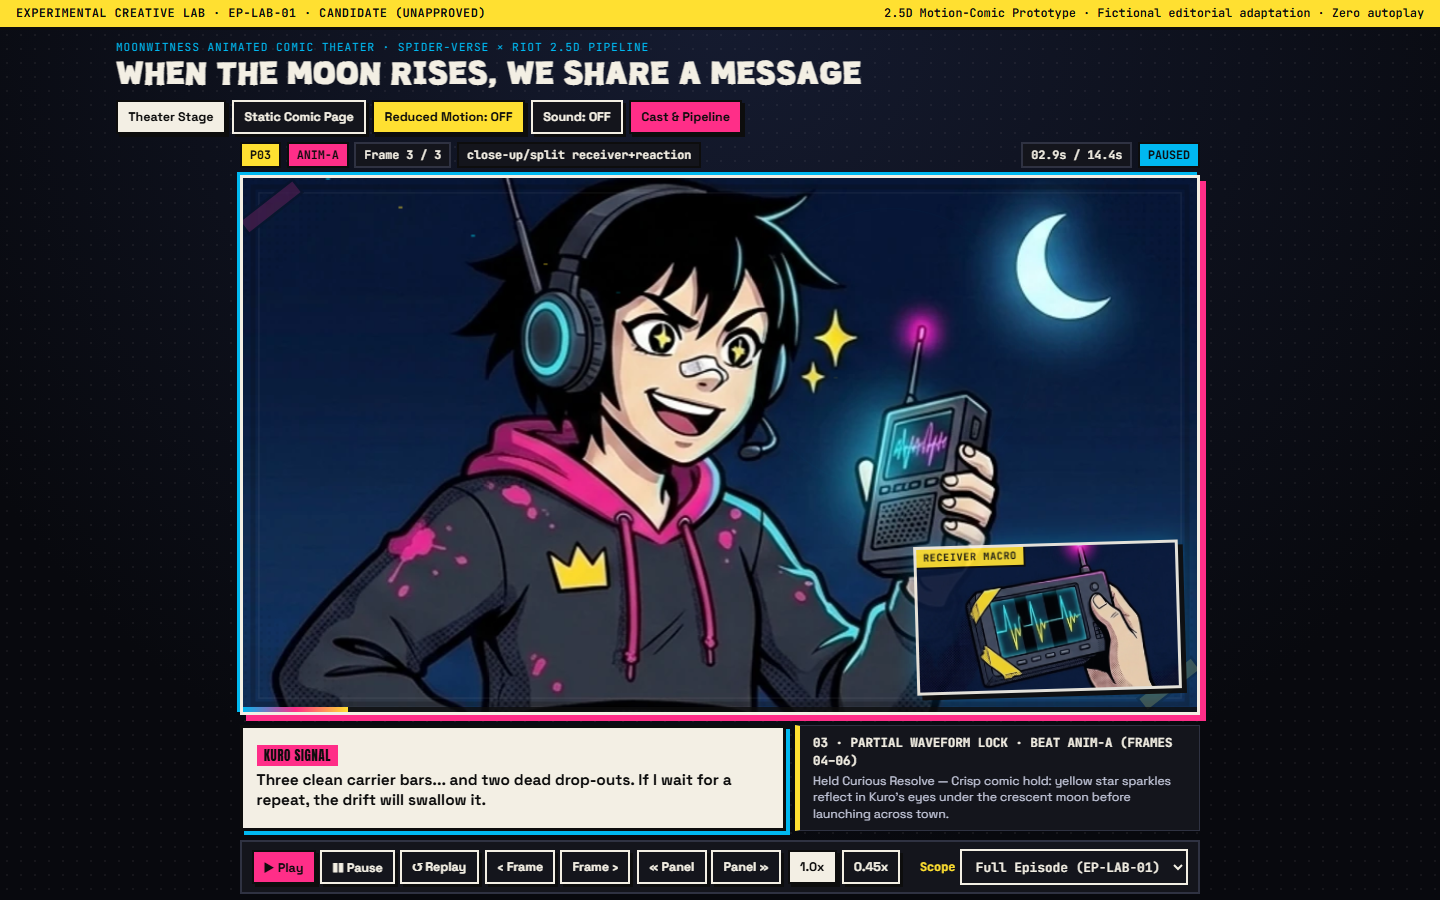 EXPERIMENTAL CREATIVE LAB · EP-LAB-01 · CANDIDATE (UNAPPROVED)
2.5D Motion-Comic Prototype · Fictional editorial adaptation · Zero autoplay
MOONWITNESS ANIMATED COMIC THEATER · SPIDER-VERSE × RIOT 2.5D PIPELINE
WHEN THE MOON RISES, WE SHARE A MESSAGE
Theater Stage
Static Comic Page
Reduced Motion: OFF
Sound: OFF
Cast & Pipeline
P03
ANIM-A
Frame 3 / 3
close-up/split receiver+reaction
02.9s / 14.4s
PAUSED
RECEIVER MACRO
KURO SIGNAL
Three clean carrier bars... and two dead drop-outs. If I wait for a
repeat, the drift will swallow it.
03 · PARTIAL WAVEFORM LOCK · BEAT ANIM-A (FRAMES
04–06)
Held Curious Resolve — Crisp comic hold: yellow star sparkles
reflect in Kuro's eyes under the crescent moon before
launching across town.
▶ Play
▮▮ Pause
↺ Replay
‹ Frame
Frame ›
« Panel
Panel »
1.0x
0.45x
Scope
Full Episode (EP-LAB-01)